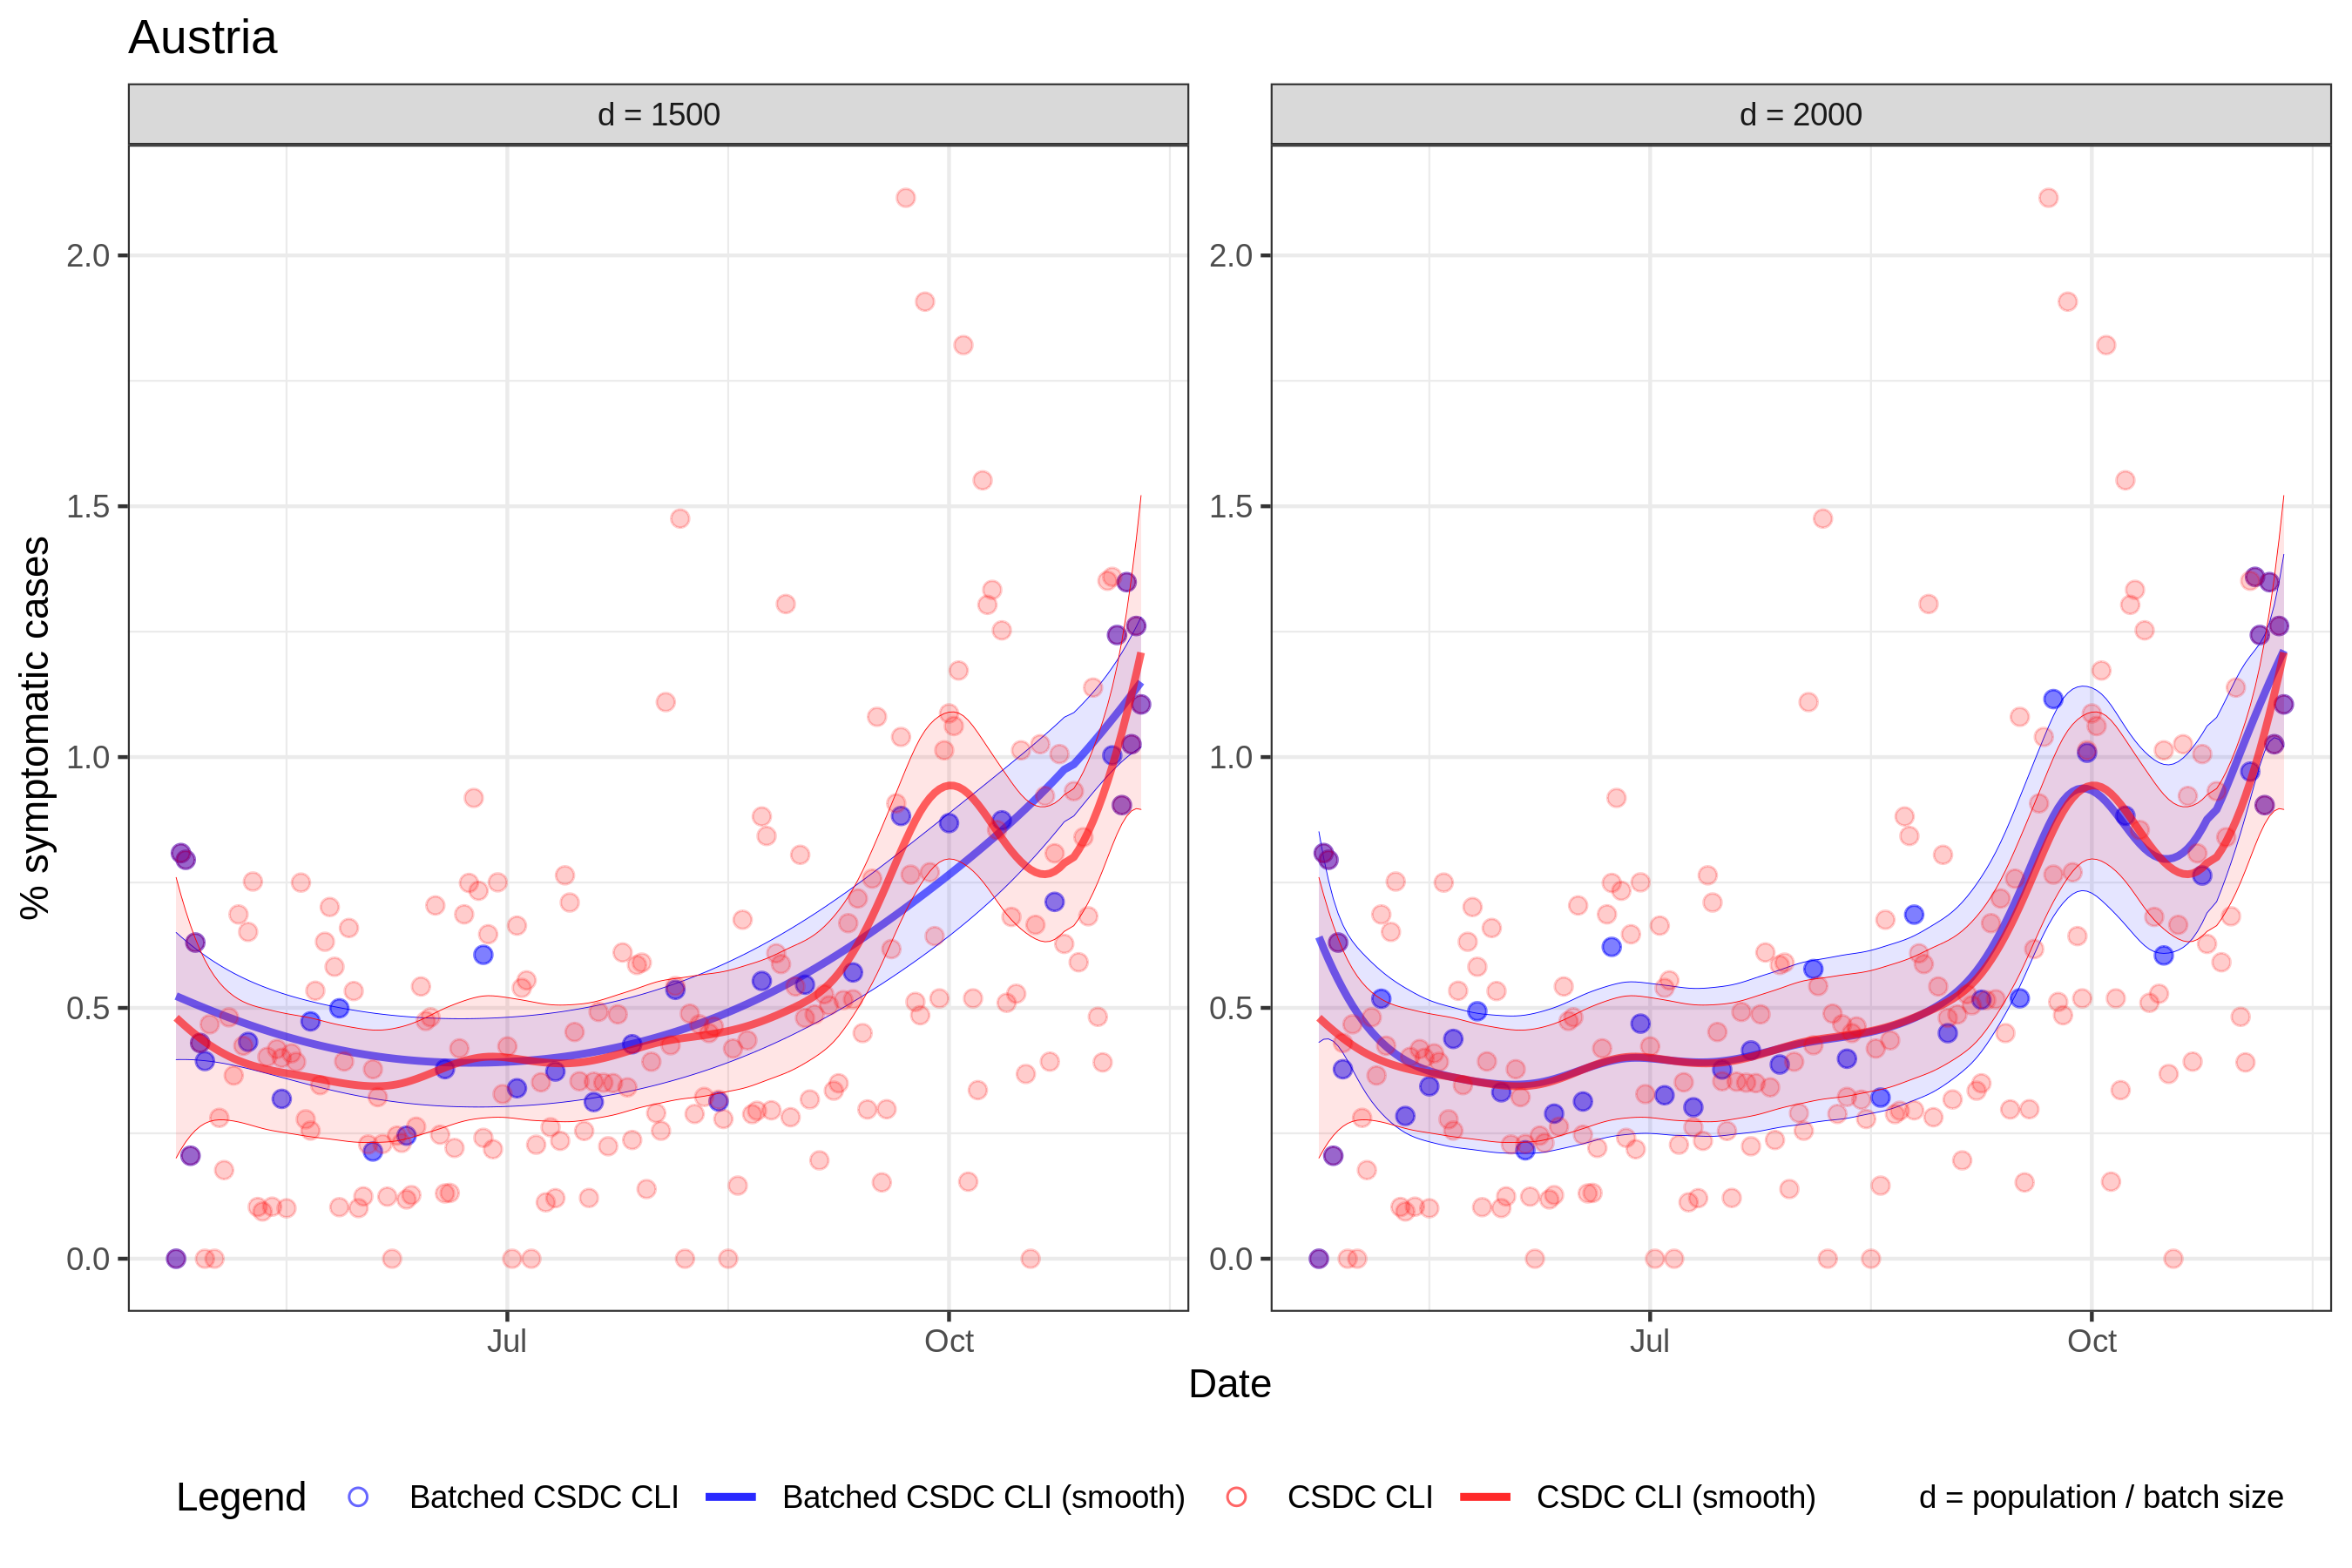 Austria
d = 1500
d = 2000
% symptomatic cases
2.0
1.5
1.0
0.5
0.0
2.0
1.5
1.0
0.5
0.0
Jul
Oct
Jul
Oct
Date
Legend
Batched CSDC CLI
Batched CSDC CLI (smooth)
CSDC CLI
CSDC CLI (smooth)
d = population / batch size